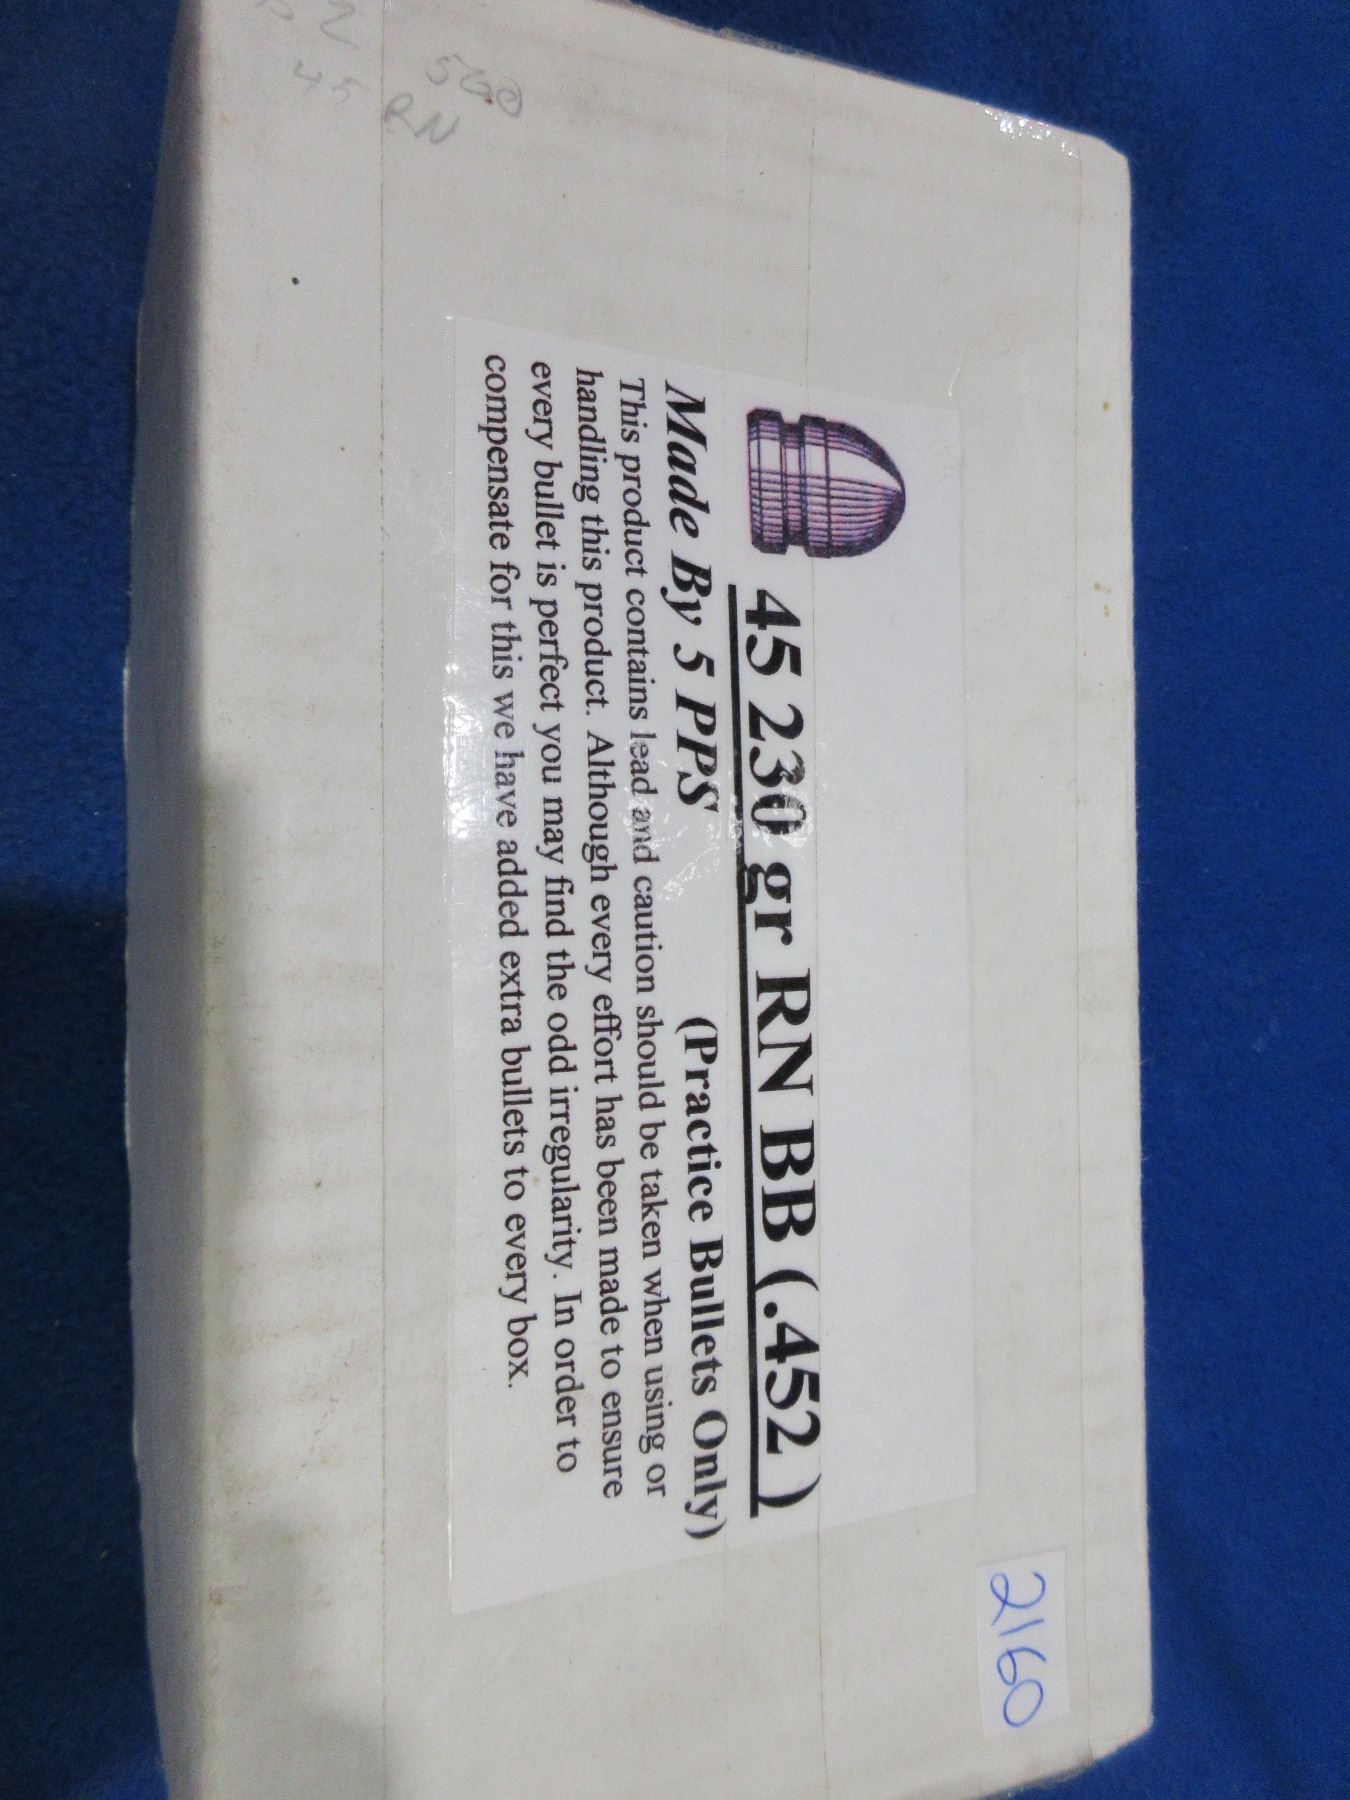 500
45 RN
2160
45 230 gr RN BB (.452 )
Made By 5 PPS (Practice Bullets Only)
This product contains lead and caution should be taken when using or
handling this product. Although every effort has been made to ensure
every bullet is perfect you may find the odd irregularity. In order to
compensate for this we have added extra bullets to every box.